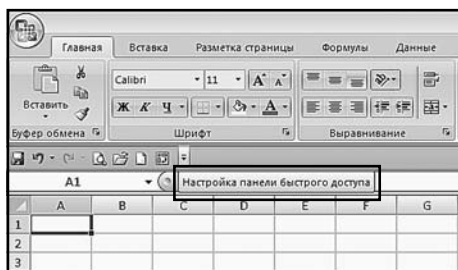 Главная Вставка Разметка страницы Формулы Данные
Calibri 11 А А
Вставить Ж К Ч А
Буфер обмена Шрифт Выравнивание
A1 Настройка панели быстрого доступа
A B C D E F G
1
2
3